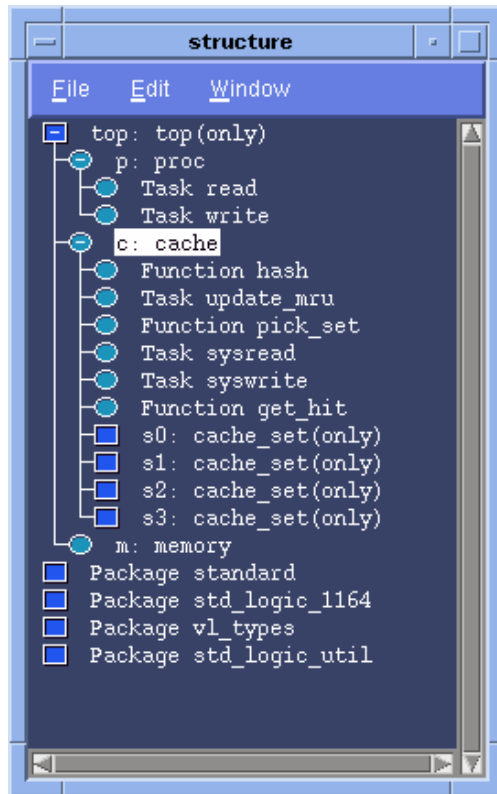 structure
File Edit Window
top: top(only)
p: proc
Task read
Task write
c: cache
Function hash
Task update_mru
Function pick_set
Task sysread
Task syswrite
Function get_hit
s0: cache_set(only)
s1: cache_set(only)
s2: cache_set(only)
s3: cache_set(only)
m: memory
Package standard
Package std_logic_1164
Package vl_types
Package std_logic_util